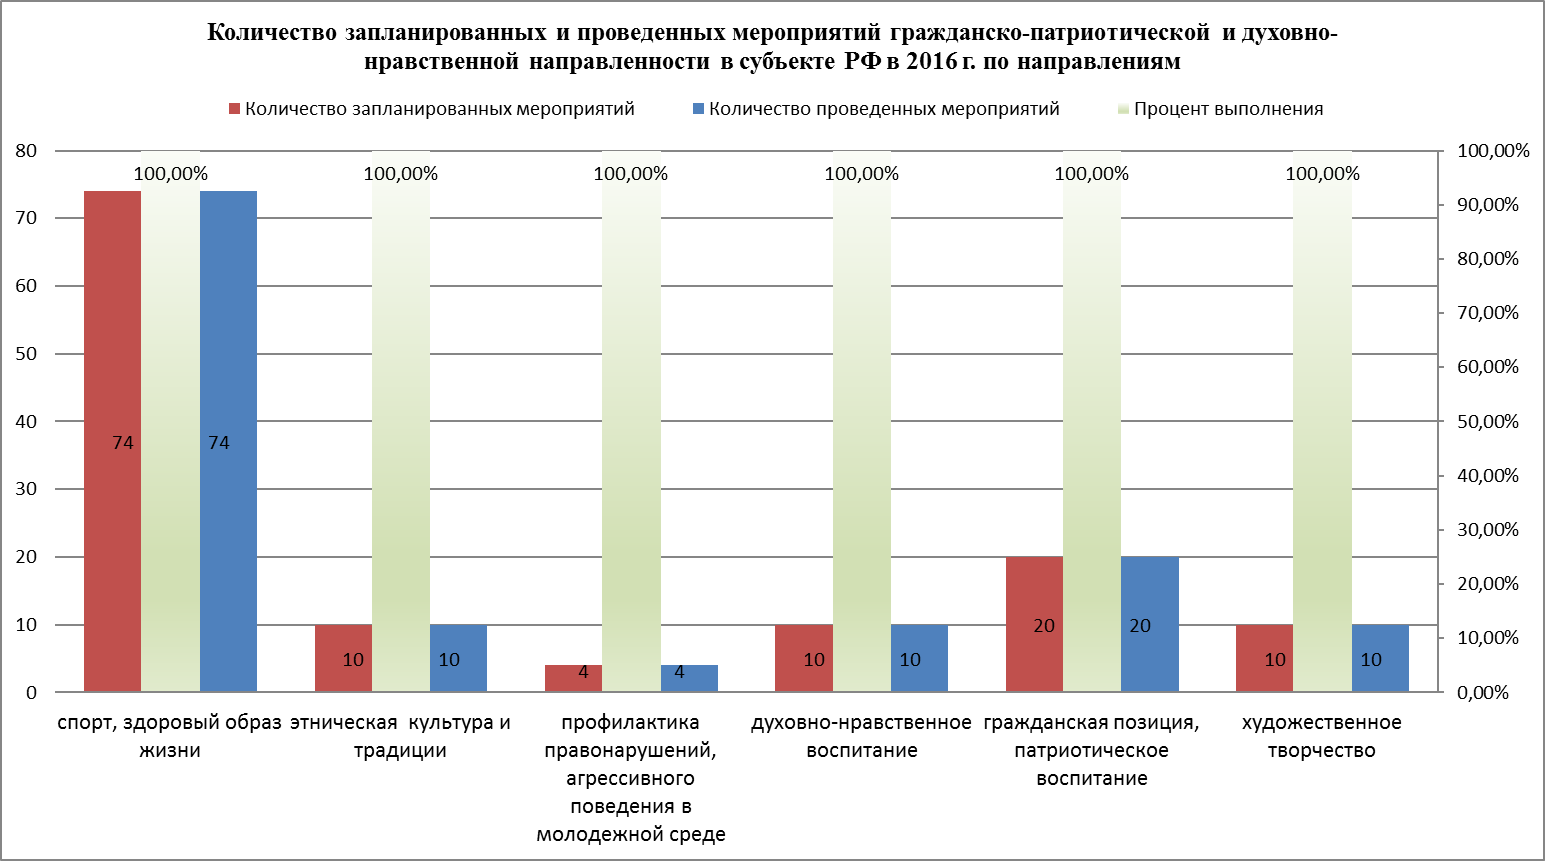 Количество запланированных и проведенных мероприятий гражданско-патриотической и духовно-
нравственной направленности в субъекте РФ в 2016 г. по направлениям
Количество запланированных мероприятий
Количество проведенных мероприятий
Процент выполнения
80
70
60
50
40
30
20
10
0
100,00%
100,00%
100,00%
100,00%
100,00%
100,00%
74
74
10
10
4
4
10
10
20
20
10
10
100,00%
90,00%
80,00%
70,00%
60,00%
50,00%
40,00%
30,00%
20,00%
10,00%
0,00%
спорт, здоровый образ
жизни
этническая культура и
традиции
профилактика
правонарушений,
агрессивного
поведения в
молодежной среде
духовно-нравственное
воспитание
гражданская позиция,
патриотическое
воспитание
художественное
творчество